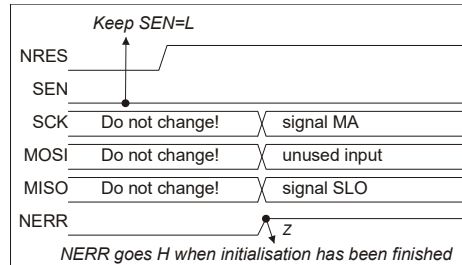 Keep SEN=L
NRES
SEN
SCK Do not change! signal MA
MOSI Do not change! unused input
MISO Do not change! signal SLO
NERR Z
NERR goes H when initialisation has been finished